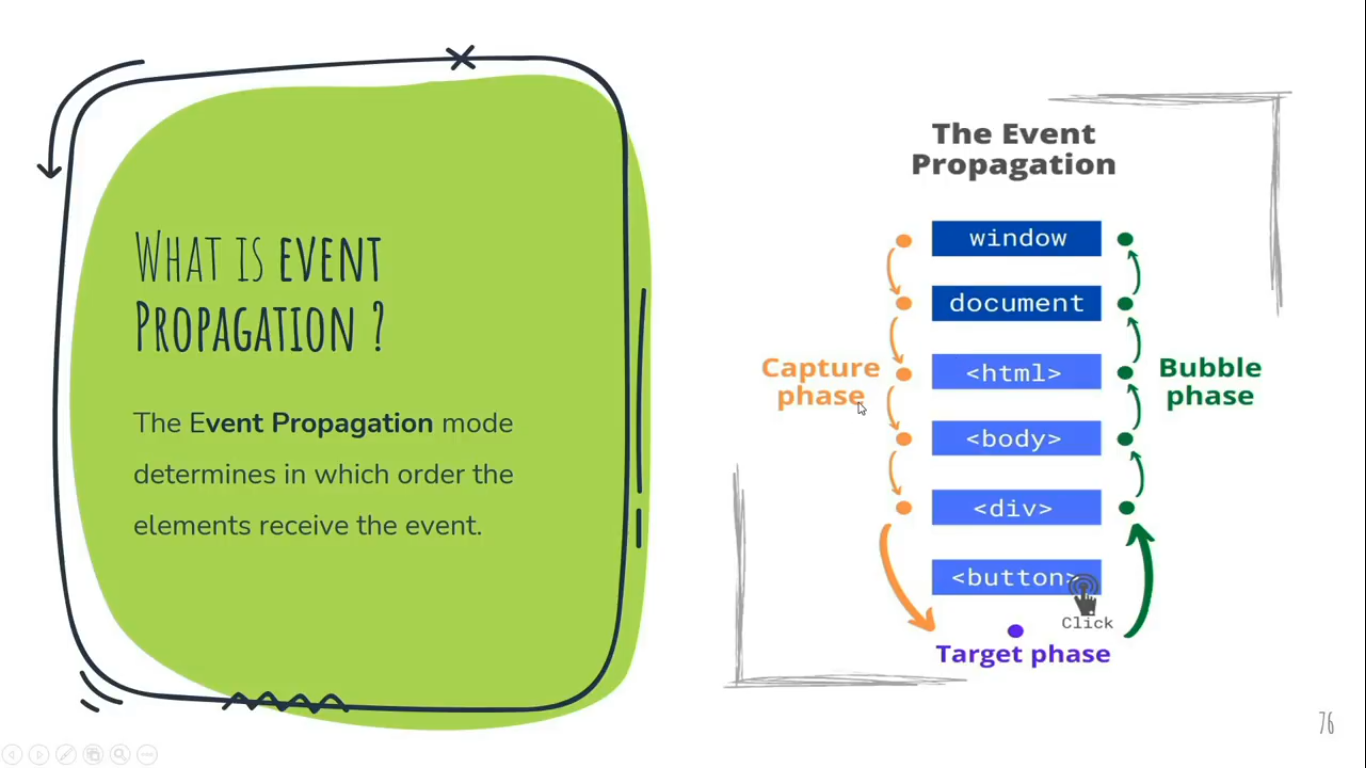 WHAT IS EVENT
PROPAGATION ?
The Event Propagation mode
determines in which order the
elements receive the event.
The Event
Propagation
window
document
<html>
<body>
<div>
<button>
Capture
phase
Bubble
phase
Click
Target phase
76